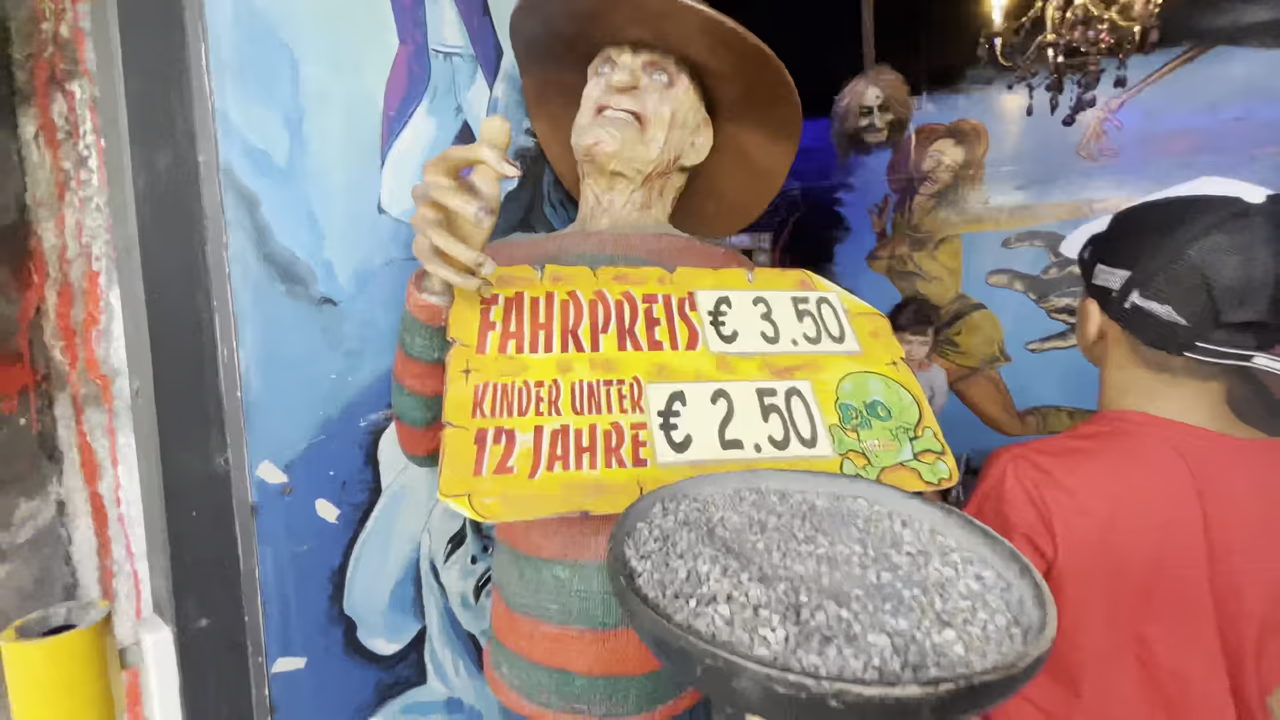 FAHRPREIS € 3.50
KINDER UNTER
12 JAHRE € 2.50